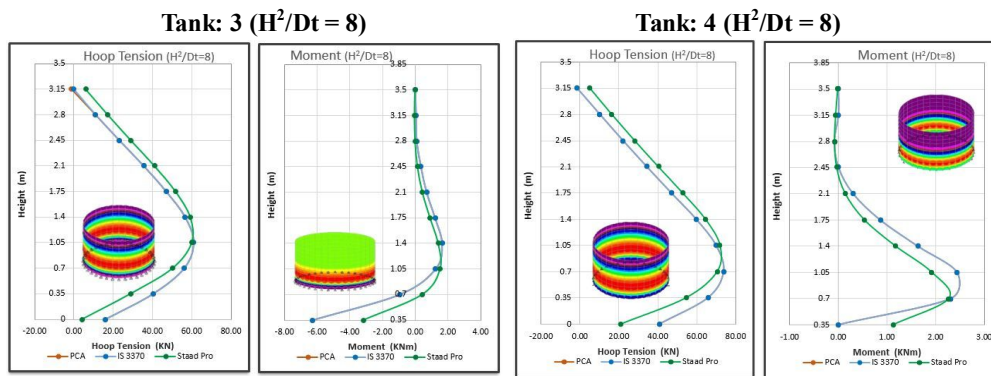 Tank: 3 (H²/Dt = 8)
Hoop Tension (H²/Dt=8)
3.5
3.15
2.8
2.45
2.1
1.75
1.4
1.05
0.7
0.35
0
Height (m)
-20.00 0.00 20.00 40.00 60.00 80.00
Hoop Tension (KN)
PCA IS 3370 Staad Pro
Moment (H²/Dt=8)
3.85
3.5
3.15
2.8
2.45
2.1
1.75
1.4
1.05
0.7
0.35
Height (m)
-8.00 -6.00 -4.00 -2.00 0.00 2.00 4.00
Moment (KNm)
PCA IS 3370 Staad Pro
Tank: 4 (H²/Dt = 8)
Hoop Tension (H²/Dt=8)
3.5
3.15
2.8
2.45
2.1
1.75
1.4
1.05
0.7
0.35
0
Height (m)
0.00 20.00 40.00 60.00 80.00
Hoop Tension (KN)
PCA IS 3370 Staad Pro
Moment (H²/Dt=8)
3.85
3.5
3.15
2.8
2.45
2.1
1.75
1.4
1.05
0.7
0.35
Height (m)
-1.00 0.00 1.00 2.00 3.00
Moment (KNm)
PCA IS 3370 Staad Pro